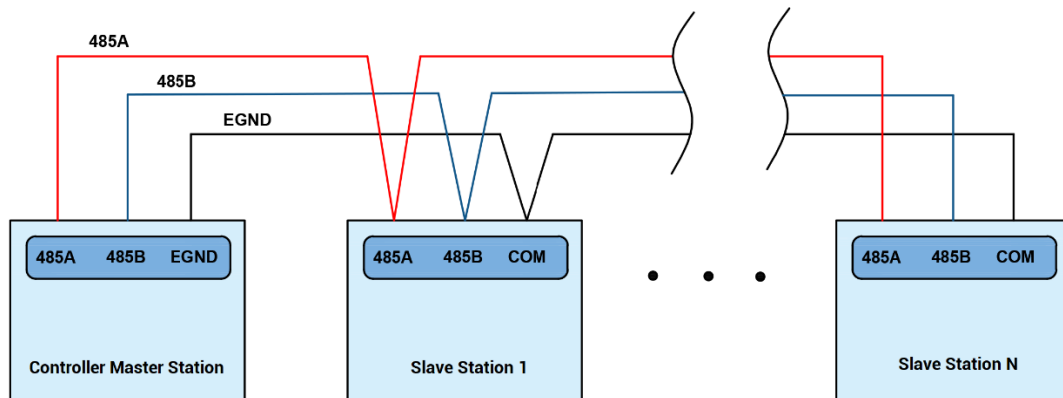 485A
485B
EGND
485A 485B EGND
485A 485B COM
485A 485B COM
Controller Master Station
Slave Station 1
Slave Station N